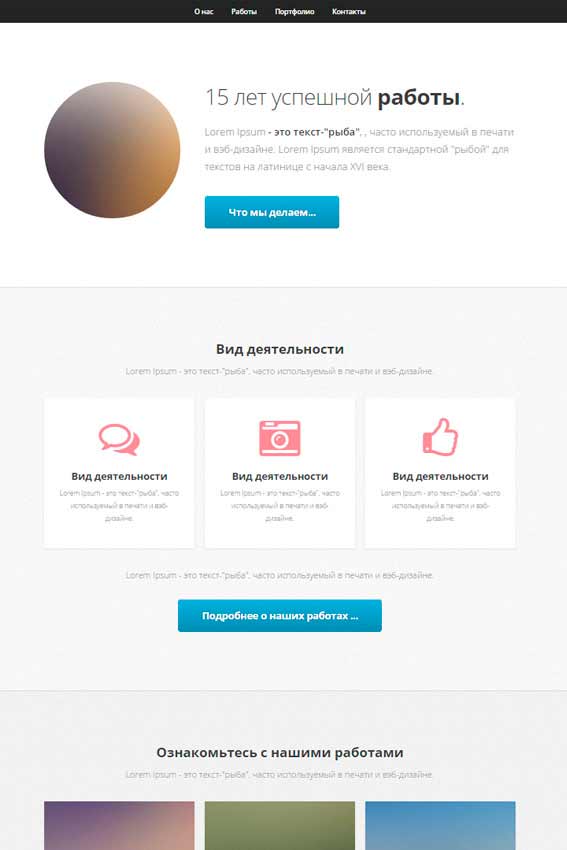 О нас Работы Портфолио Контакты
15 лет успешной работы.
Lorem Ipsum - это текст-"рыба", , часто используемый в печати
и вэб-дизайне. Lorem Ipsum является стандартной "рыбой" для
текстов на латинице с начала XVI века.
Что мы делаем...
Вид деятельности
Lorem Ipsum - это текст-"рыба", часто используемый в печати и вэб-дизайне.
Вид деятельности
Lorem Ipsum - это текст-"рыба", часто
используемый в печати и вэб-
дизайне.
Вид деятельности
Lorem Ipsum - это текст-"рыба", часто
используемый в печати и вэб-
дизайне.
Вид деятельности
Lorem Ipsum - это текст-"рыба", часто
используемый в печати и вэб-
дизайне.
Lorem Ipsum - это текст-"рыба", часто используемый в печати и вэб-дизайне.
Подробнее о наших работах ...
Ознакомьтесь с нашими работами
Lorem Ipsum - это текст-"рыба", часто используемый в печати и вэб-дизайне.